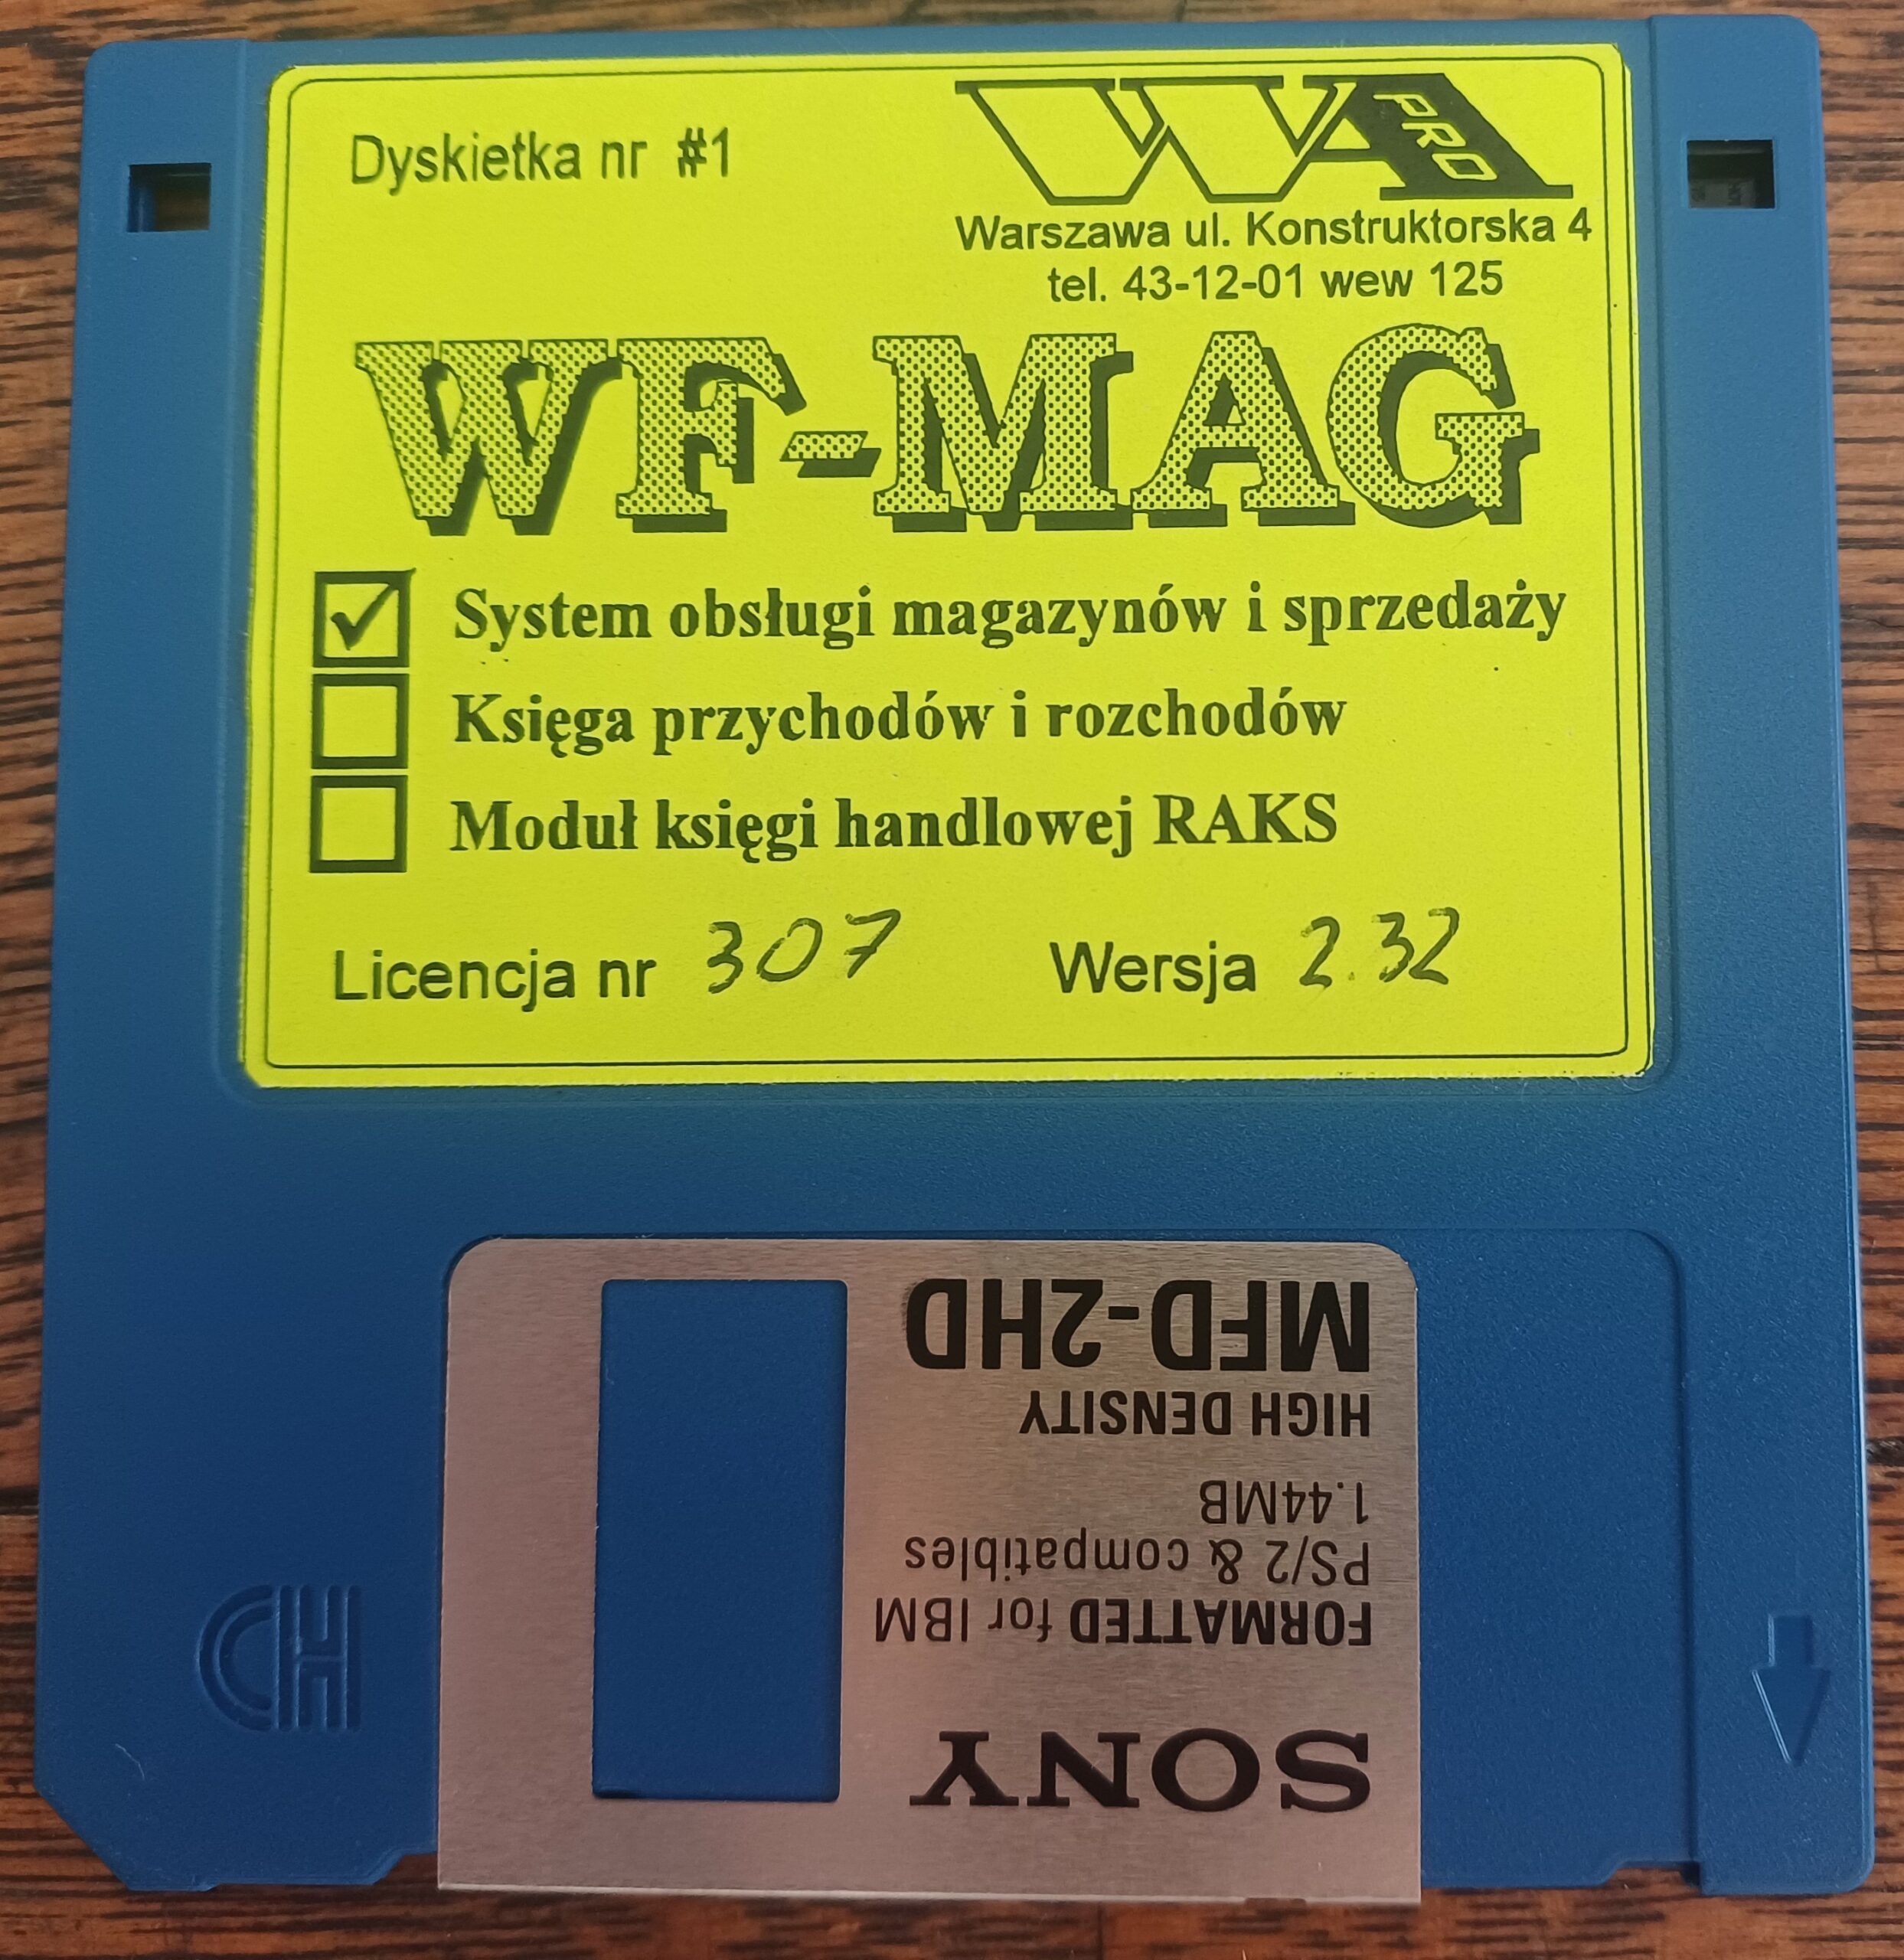 Dyskietka nr #1
WA PRO
Warszawa ul. Konstruktorska 4
tel. 43-12-01 wew 125
WF-MAG
System obsługi magazynów i sprzedaży
Księga przychodów i rozchodów
Moduł księgi handlowej RAKS
Licencja nr 307 Wersja 2.32
SONY
FORMATTED for IBM
PS/2 & compatibles
1.44MB
HIGH DENSITY
MFD-2HD
HD